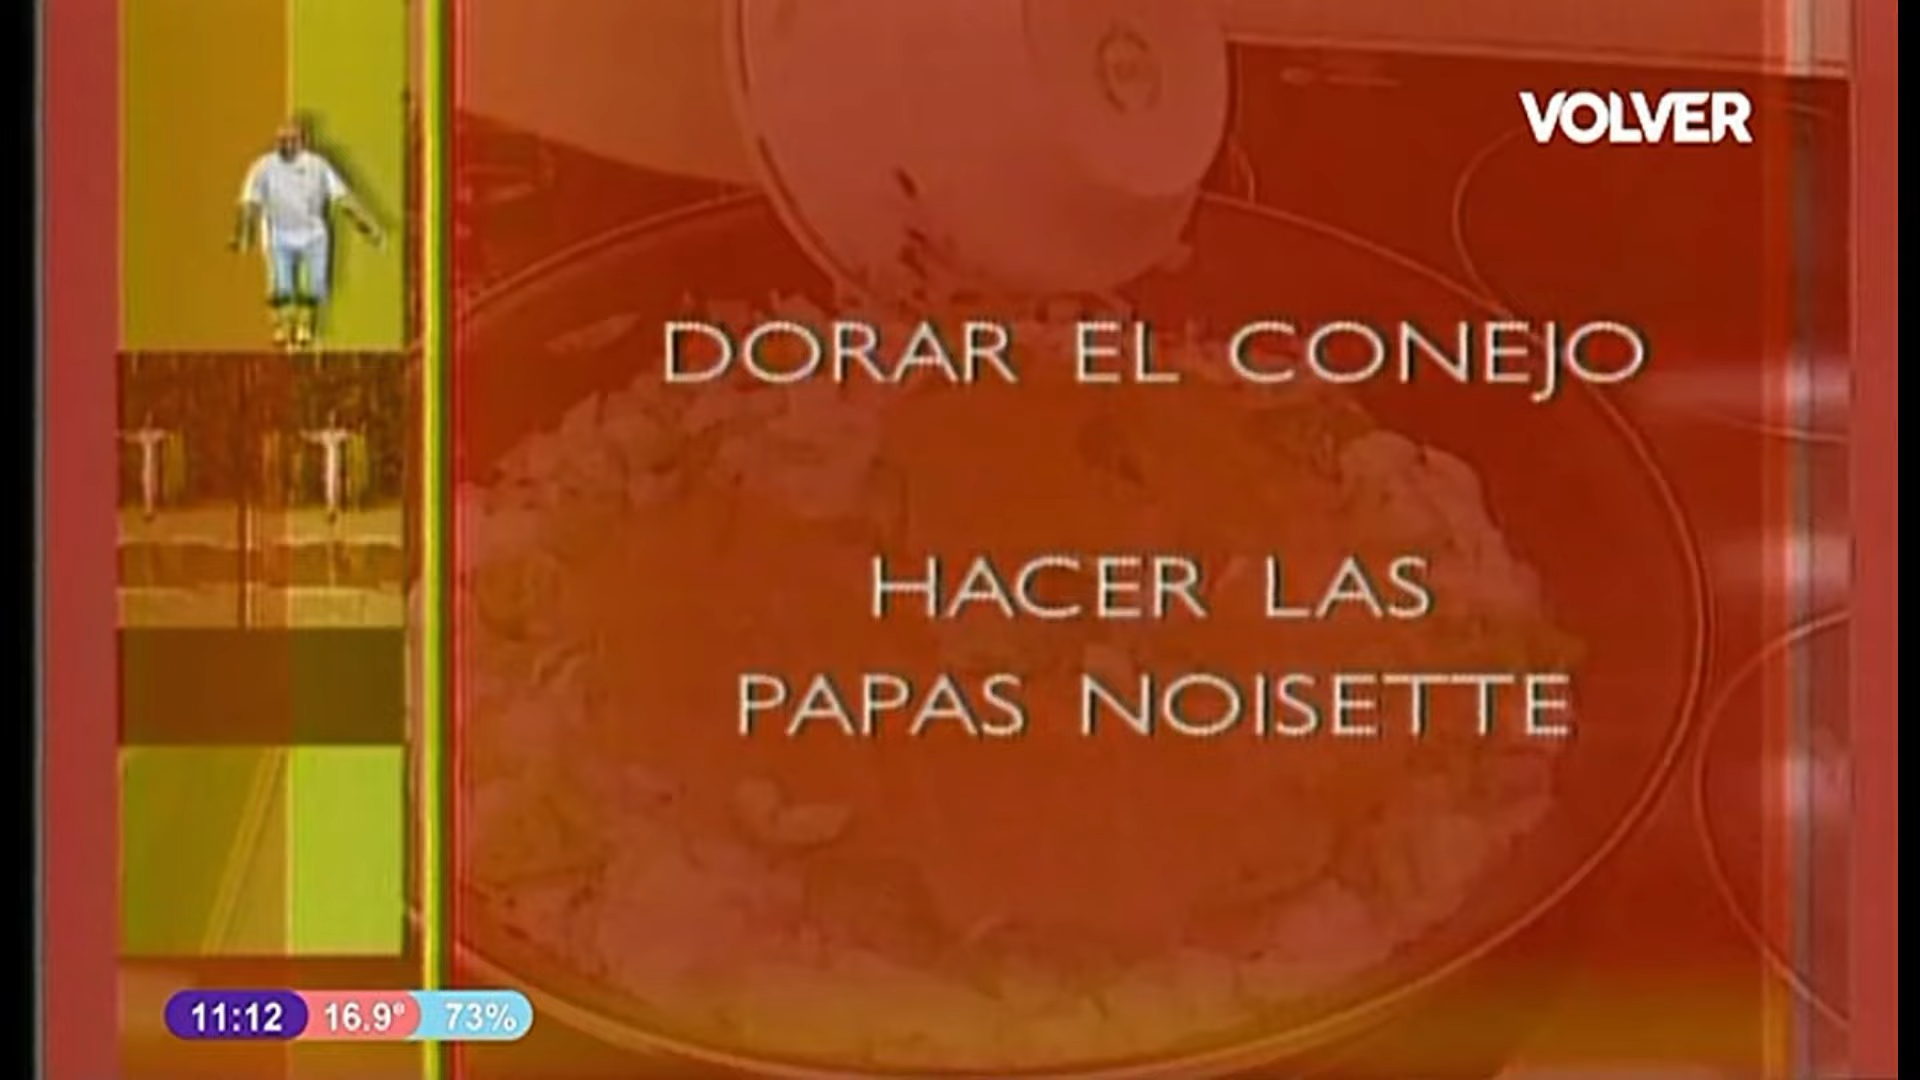 VOLVER
DORAR EL CONEJO
HACER LAS
PAPAS NOISETTE
11:12 16.9° 73%